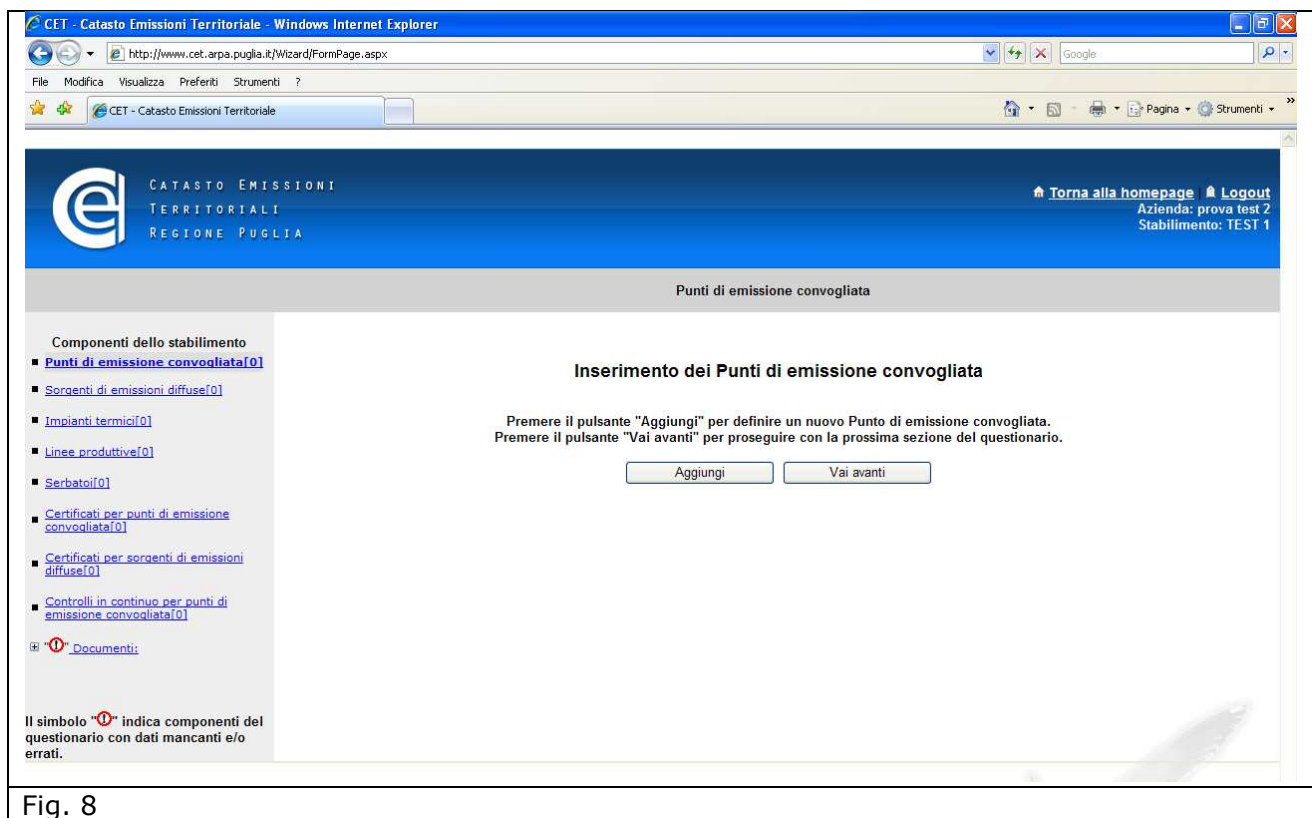 CET - Catasto Emissioni Territoriale - Windows Internet Explorer
http://www.cet.arpa.puglia.it/Wizard/FormPage.aspx
Google
File Modifica Visualizza Preferiti Strumenti ?
CET - Catasto Emissioni Territoriale
Pagina
Strumenti
»
CATASTO EMISSIONI
TERRITORIALI
REGIONE PUGLIA
Torna alla homepage | Logout
Azienda: prova test 2
Stabilimento: TEST 1
Punti di emissione convogliata
Componenti dello stabilimento
Punti di emissione convogliata[0]
Sorgenti di emissioni diffuse[0]
Impianti termici[0]
Linee produttive[0]
Serbatoi[0]
Certificati per punti di emissione
convogliata[0]
Certificati per sorgenti di emissioni
diffuse[0]
Controlli in continuo per punti di
emissione convogliata[0]
"!" Documenti:
Il simbolo "!" indica componenti del
questionario con dati mancanti e/o
errati.
Inserimento dei Punti di emissione convogliata
Premere il pulsante "Aggiungi" per definire un nuovo Punto di emissione convogliata.
Premere il pulsante "Vai avanti" per proseguire con la prossima sezione del questionario.
Aggiungi
Vai avanti
Fig. 8